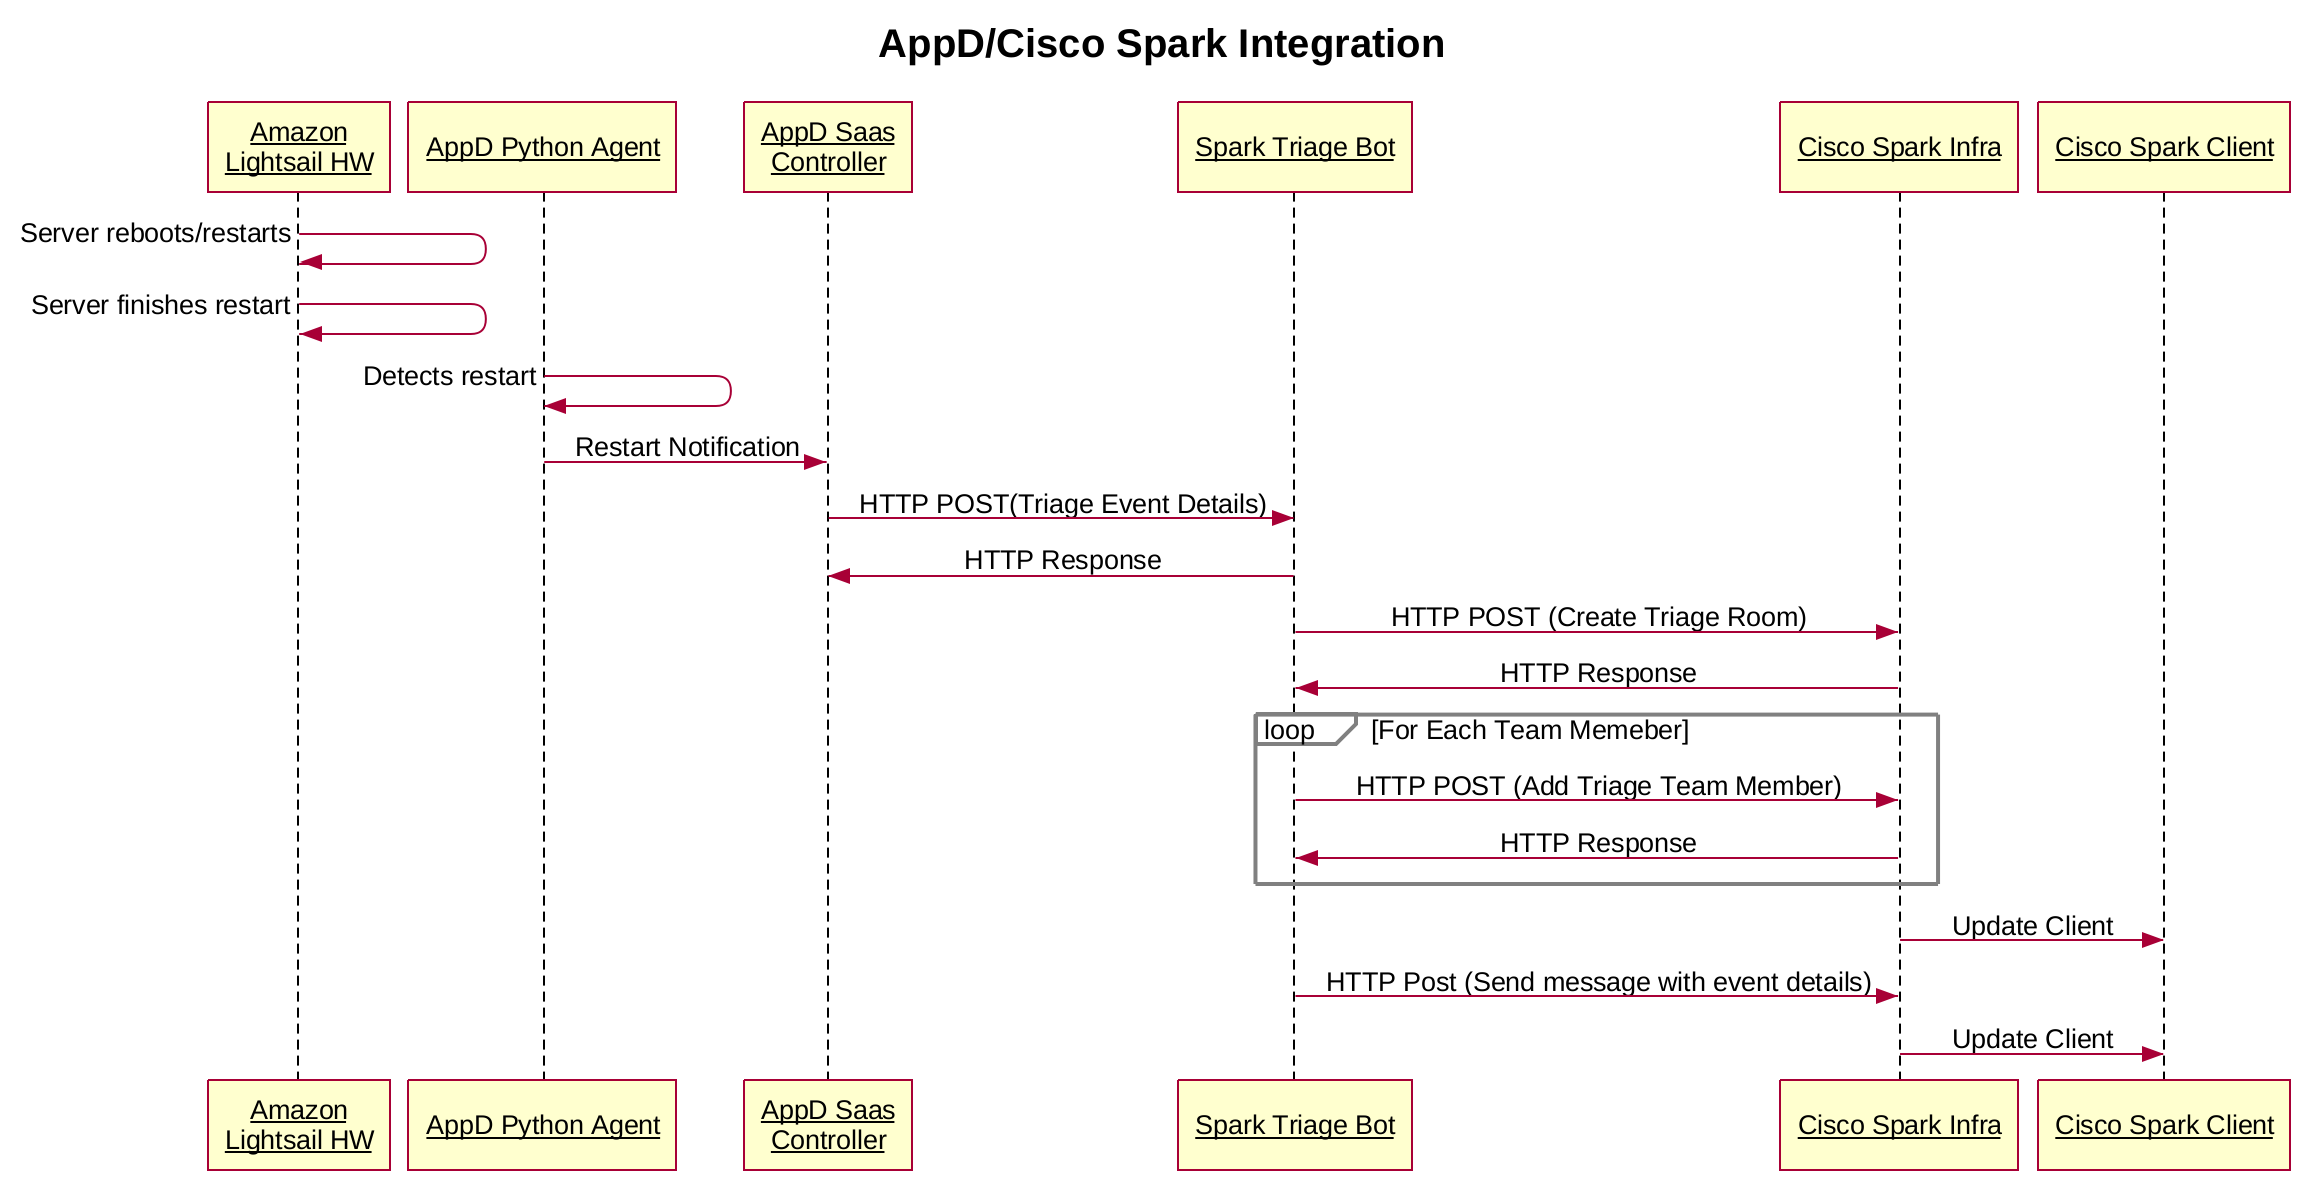 AppD/Cisco Spark Integration
Amazon
Lightsail HW
AppD Python Agent
AppD Saas
Controller
Spark Triage Bot
Cisco Spark Infra
Cisco Spark Client
Server reboots/restarts
Server finishes restart
Detects restart
Restart Notification
HTTP POST(Triage Event Details)
HTTP Response
HTTP POST (Create Triage Room)
HTTP Response
loop [For Each Team Memeber]
HTTP POST (Add Triage Team Member)
HTTP Response
Update Client
HTTP Post (Send message with event details)
Update Client
Amazon
Lightsail HW
AppD Python Agent
AppD Saas
Controller
Spark Triage Bot
Cisco Spark Infra
Cisco Spark Client